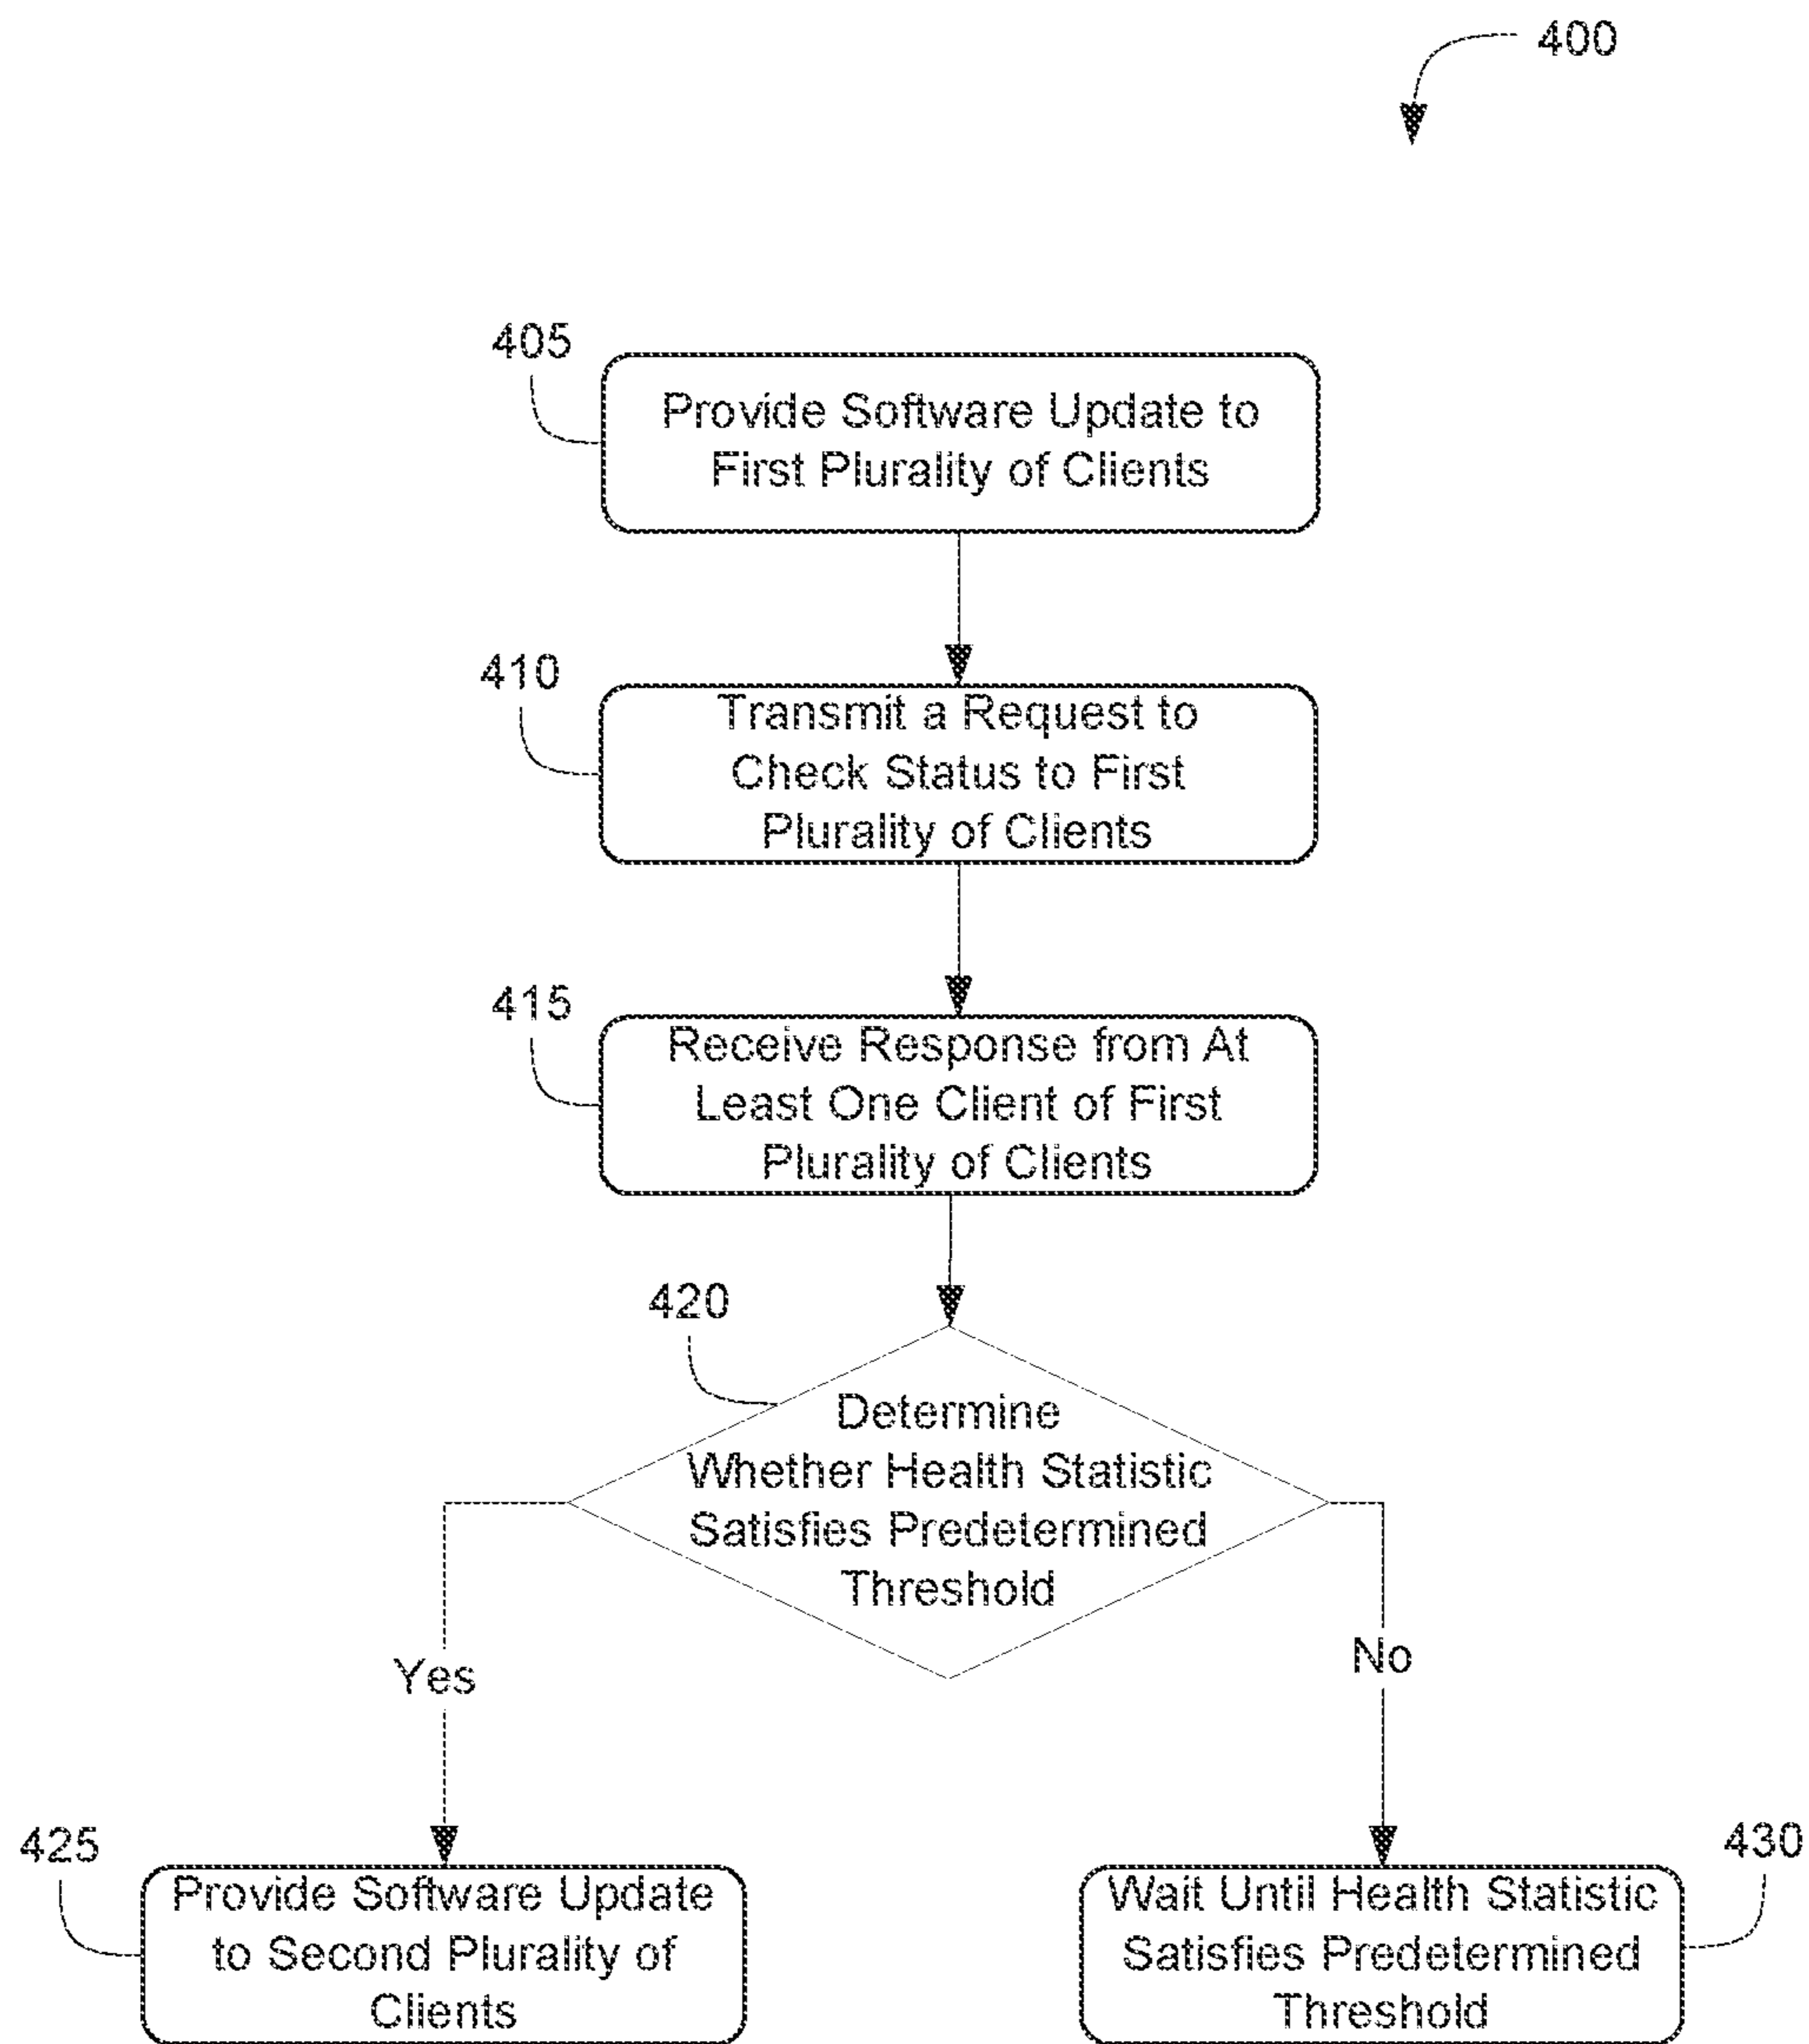 400
405
Provide Software Update to
First Plurality of Clients
410
Transmit a Request to
Check Status to First
Plurality of Clients
415
Receive Response from At
Least One Client of First
Plurality of Clients
420
Determine
Whether Health Statistic
Satisfies Predetermined
Threshold
Yes
No
425
Provide Software Update
to Second Plurality of
Clients
430
Wait Until Health Statistic
Satisfies Predetermined
Threshold